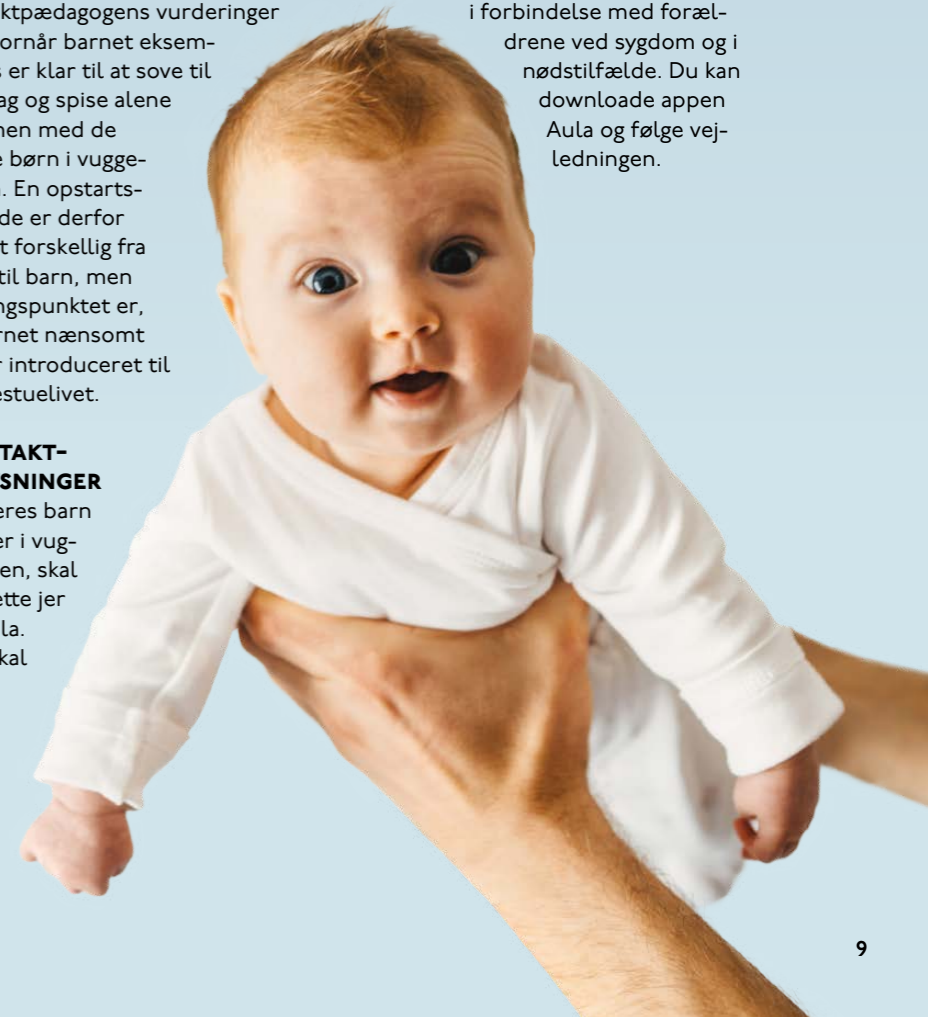 ktpædagogens vurderinger
ornår barnet eksem-
s er klar til at sove til
ag og spise alene
men med de
e børn i vugge-
. En opstarts-
de er derfor
t forskellig fra
til barn, men
ngspunktet er,
rnet nænsomt
r introduceret til
estuelivet.
TAKT-
SNINGER
eres barn
er i vug-
en, skal
ette jer
la.
kal
i forbindelse med foræl-
drene ved sygdom og i
nødstilfælde. Du kan
downloade appen
Aula og følge vej-
ledningen.
9